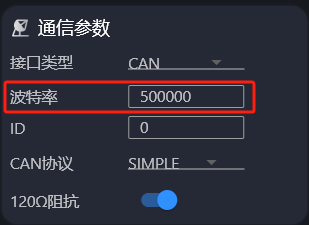 通信参数
接口类型 CAN
波特率 500000
ID 0
CAN协议 SIMPLE
120Ω阻抗